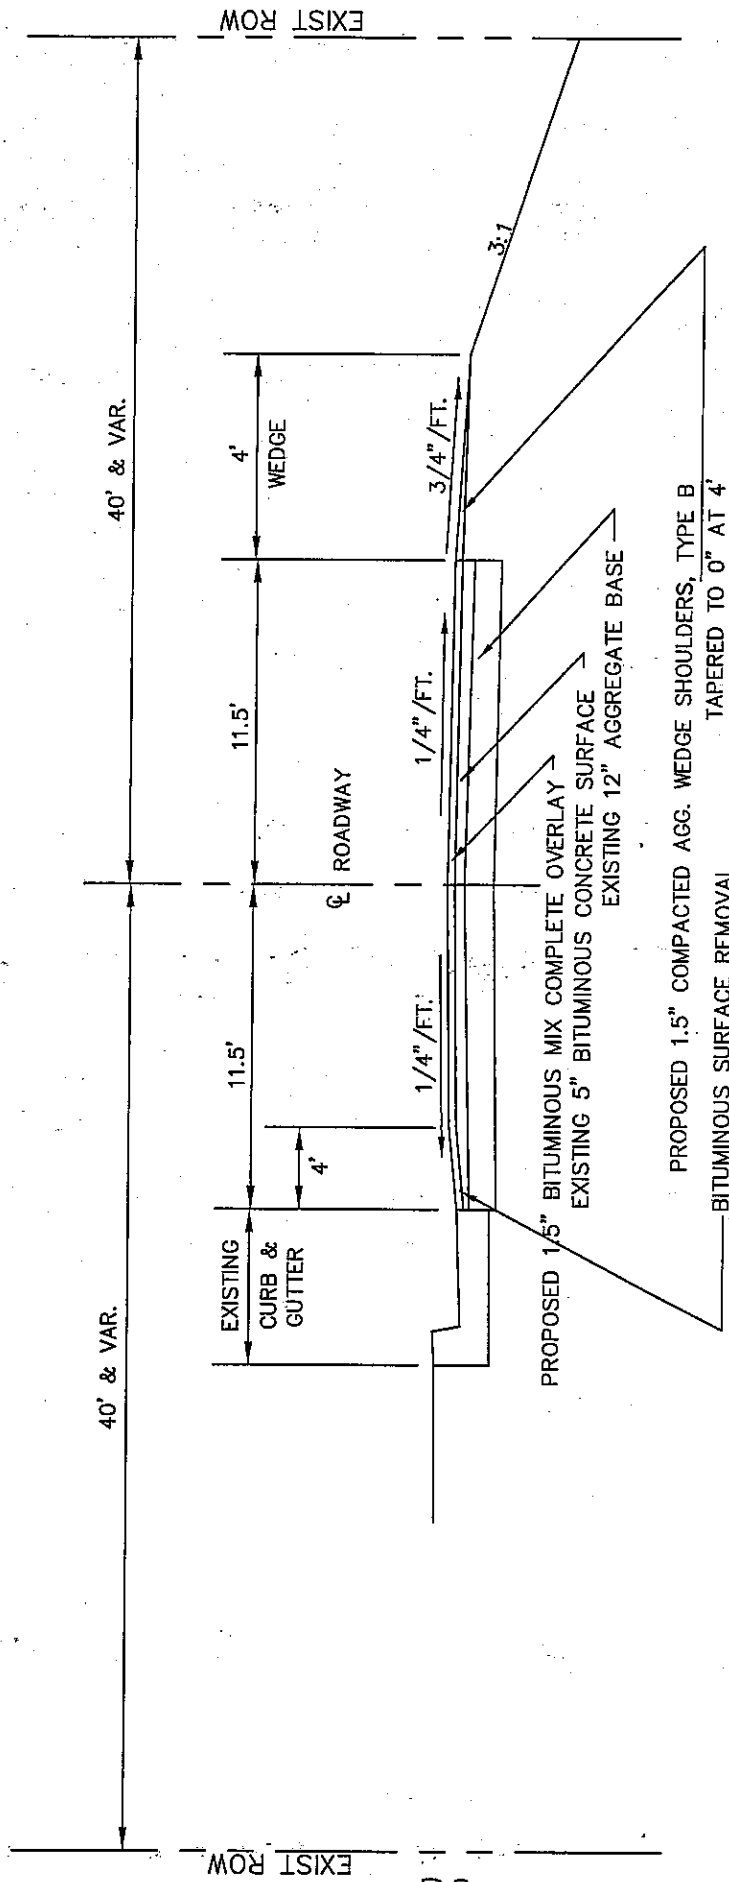 EXIST ROW
EXIST ROW
40' & VAR.
40' & VAR.
EXISTING
CURB &
GUTTER
4'
11.5'
11.5'
4'
WEDGE
℄ ROADWAY
1/4"/FT.
1/4"/FT.
3/4"/FT.
3:1
PROPOSED 1.5" BITUMINOUS MIX COMPLETE OVERLAY
EXISTING 5" BITUMINOUS CONCRETE SURFACE
EXISTING 12" AGGREGATE BASE
PROPOSED 1.5" COMPACTED AGG. WEDGE SHOULDERS, TYPE B
TAPERED TO 0" AT 4'
BITUMINOUS SURFACE REMOVAL